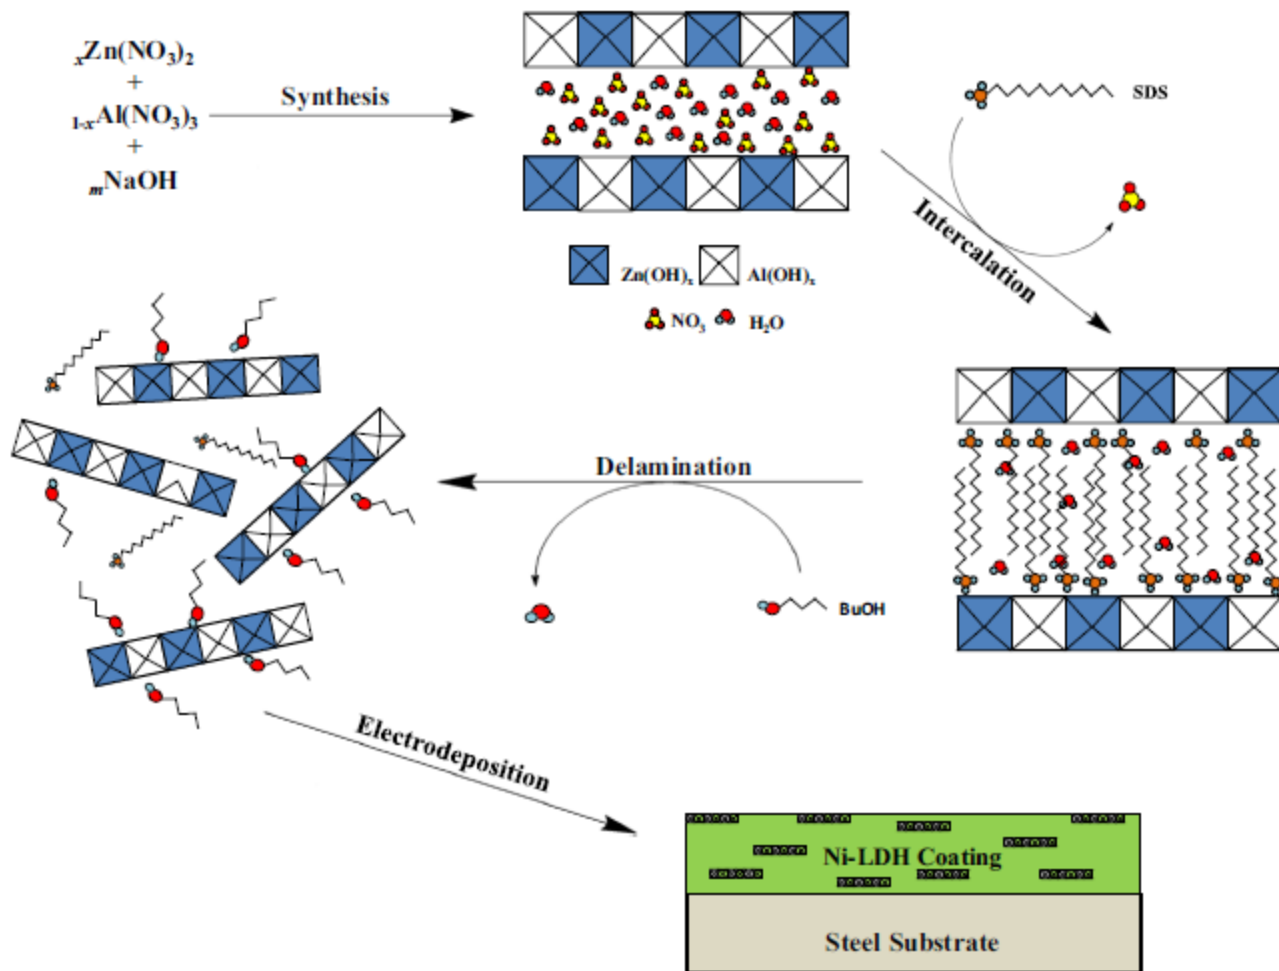 xZn(NO3)2
+
1-xAl(NO3)3
+
mNaOH
Synthesis
SDS
Intercalation
Zn(OH)x
Al(OH)x
NO3
H2O
Delamination
BuOH
Electrodeposition
Ni-LDH Coating
Steel Substrate